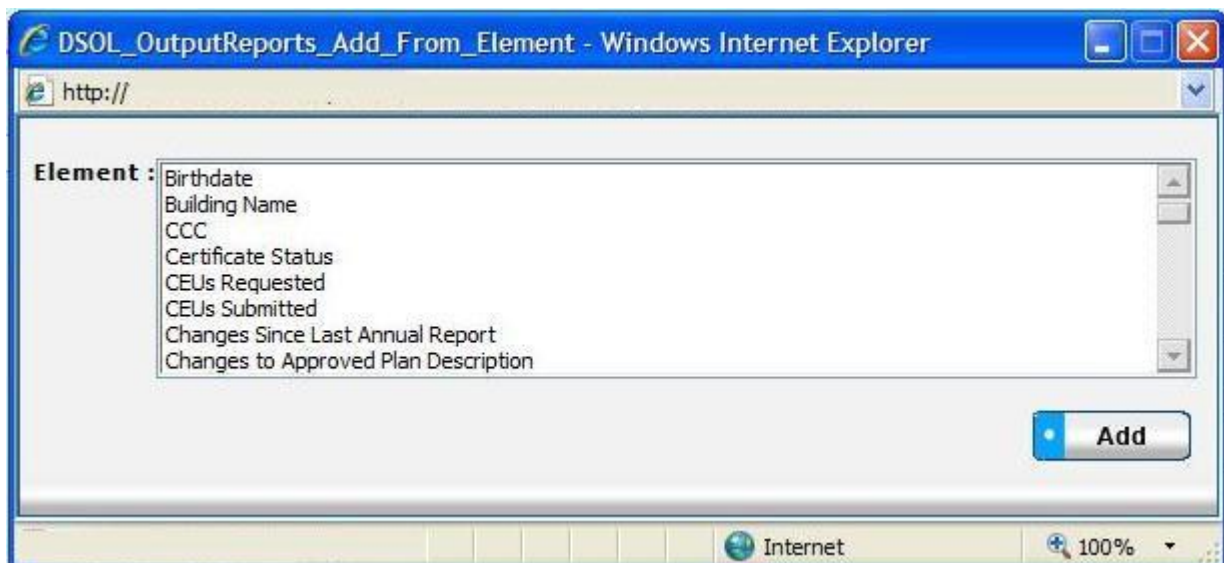 DSOL_OutputReports_Add_From_Element - Windows Internet Explorer
http://
Element :
Birthdate
Building Name
CCC
Certificate Status
CEUs Requested
CEUs Submitted
Changes Since Last Annual Report
Changes to Approved Plan Description
Add
Internet
100%